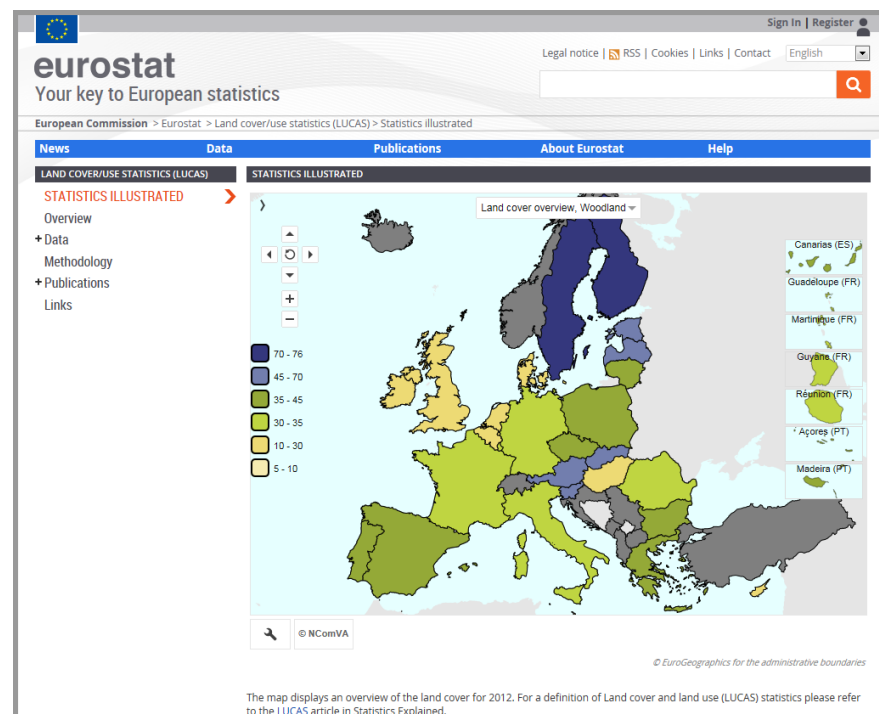 Sign In | Register
Legal notice | RSS | Cookies | Links | Contact English
eurostat
Your key to European statistics
European Commission > Eurostat > Land cover/use statistics (LUCAS) > Statistics illustrated
News Data Publications About Eurostat Help
LAND COVER/USE STATISTICS (LUCAS)
STATISTICS ILLUSTRATED
Overview
+ Data
Methodology
+ Publications
Links
STATISTICS ILLUSTRATED
Land cover overview, Woodland
70 - 76
45 - 70
35 - 45
30 - 35
10 - 30
5 - 10
Canarias (ES)
Guadeloupe (FR)
Martinique (FR)
Guyane (FR)
Réunion (FR)
Açores (PT)
Madeira (PT)
© NComVA
© EuroGeographics for the administrative boundaries
The map displays an overview of the land cover for 2012. For a definition of Land cover and land use (LUCAS) statistics please refer
to the LUCAS article in Statistics Explained.